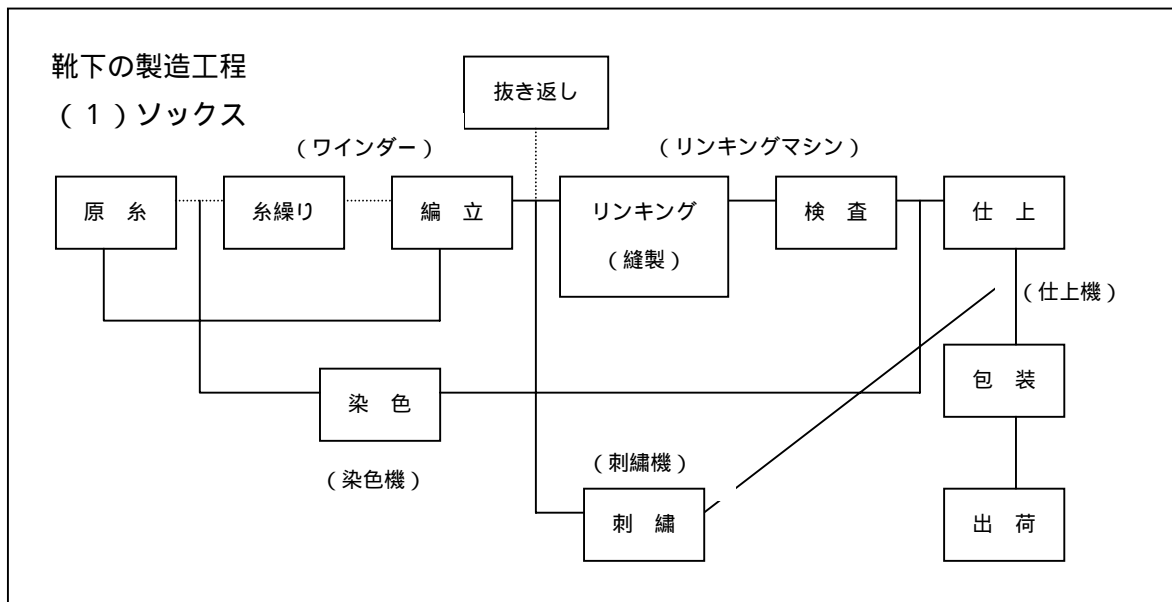 靴下の製造工程
（１）ソックス
抜き返し
（ワインダー）
（リンキングマシン）
原　糸
糸繰り
編　立
リンキング
（縫製）
検　査
仕　上
（仕上機）
染　色
（染色機）
包　装
（刺繍機）
刺　繍
出　荷